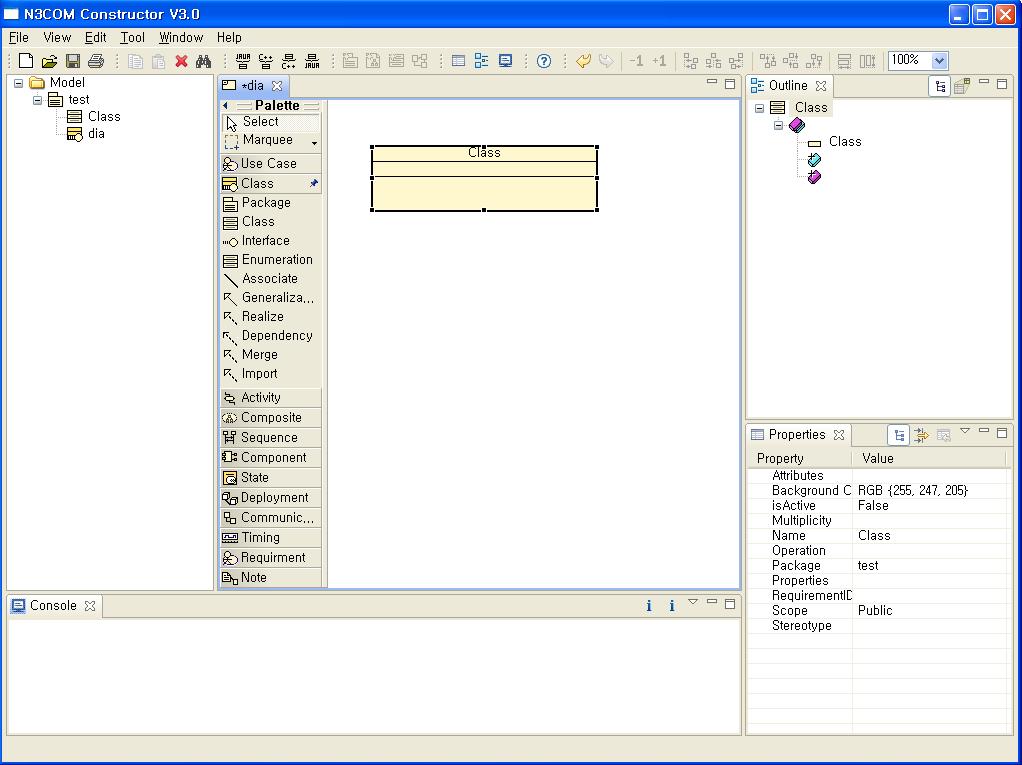 N3COM Constructor V3.0
File View Edit Tool Window Help
-1 +1 100%
Model
test
Class
dia
*dia
Palette
Select
Marquee
Use Case
Class
Package
Class
Interface
Enumeration
Associate
Generaliza...
Realize
Dependency
Merge
Import
Activity
Composite
Sequence
Component
State
Deployment
Communic...
Timing
Requirment
Note
Class
Outline
Class
Class
Properties
Property Value
Attributes
Background C RGB {255, 247, 205}
isActive False
Multiplicity
Name Class
Operation
Package test
Properties
RequirementID
Scope Public
Stereotype
Console